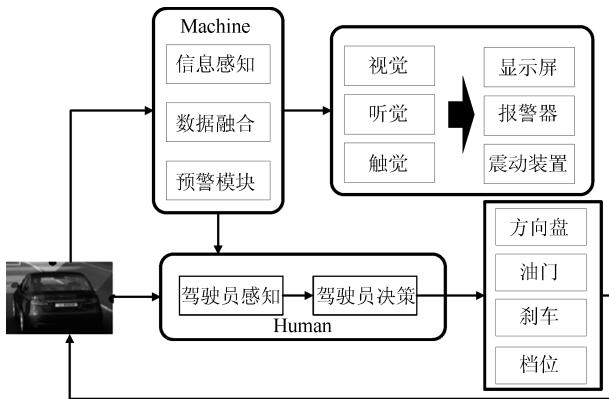 Machine
信息感知
数据融合
预警模块
视觉
听觉
触觉
显示屏
报警器
震动装置
驾驶员感知
驾驶员决策
Human
方向盘
油门
刹车
档位